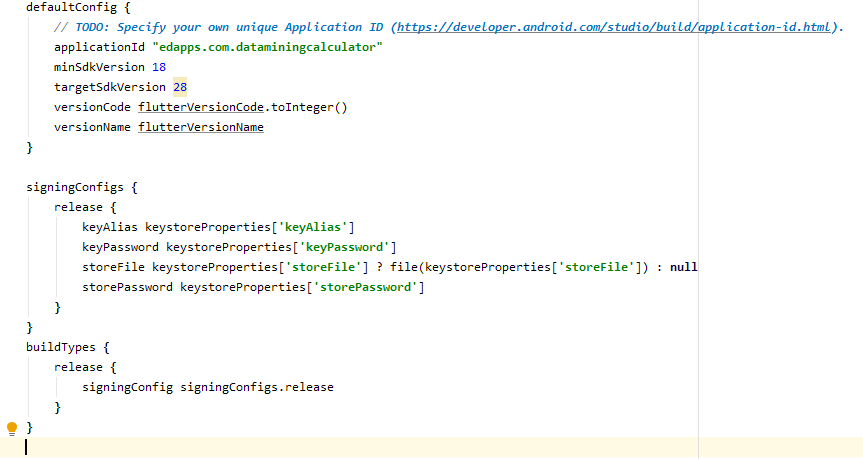 defaultConfig {
// TODO: Specify your own unique Application ID (https://developer.android.com/studio/build/application-id.html).
applicationId "edapps.com.dataminingcalculator"
minSdkVersion 18
targetSdkVersion 28
versionCode flutterVersionCode.toInteger()
versionName flutterVersionName
}
signingConfigs {
release {
keyAlias keystoreProperties['keyAlias']
keyPassword keystoreProperties['keyPassword']
storeFile keystoreProperties['storeFile'] ? file(keystoreProperties['storeFile']) : null
storePassword keystoreProperties['storePassword']
}
}
buildTypes {
release {
signingConfig signingConfigs.release
}
}